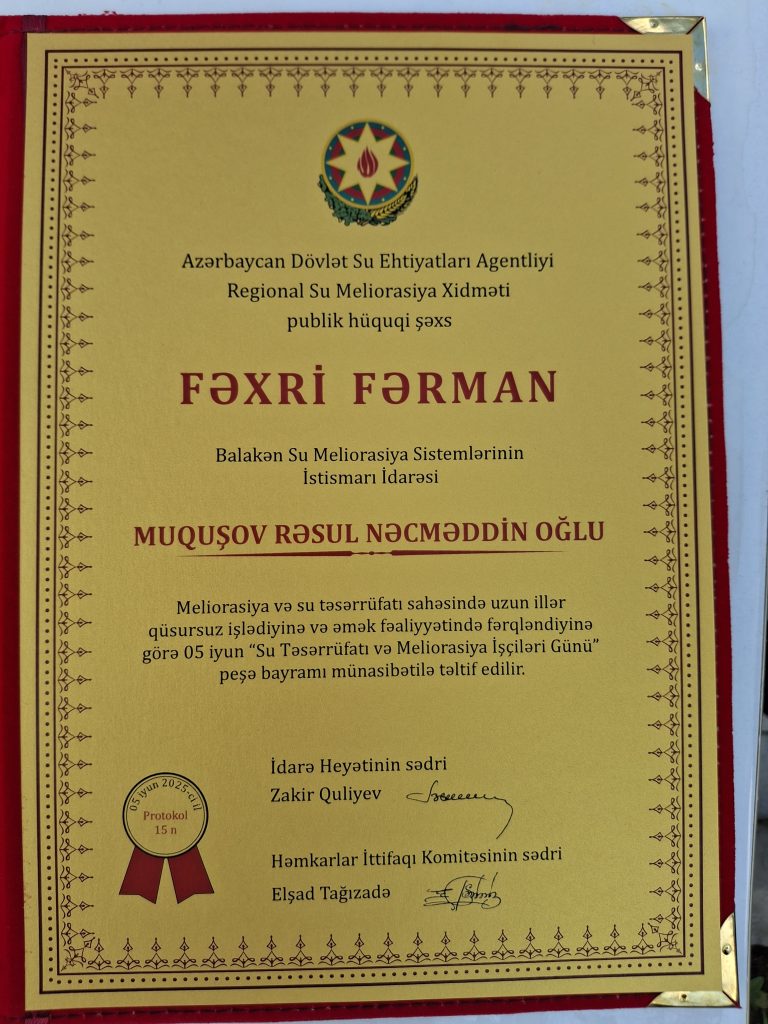 Azərbaycan Dövlət Su Ehtiyatları Agentliyi
Regional Su Meliorasiya Xidməti
publik hüquqi şəxs
FƏXRİ FƏRMAN
Balakən Su Meliorasiya Sistemlərinin
İstismarı İdarəsi
MUQUŞOV RƏSUL NƏCMƏDDİN OĞLU
Meliorasiya və su təsərrüfatı sahəsində uzun illər
qüsursuz işlədiyinə və əmək fəaliyyətində fərqləndiyinə
görə 05 iyun “Su Təsərrüfatı və Meliorasiya İşçiləri Günü”
peşə bayramı münasibətilə təltif edilir.
İdarə Heyətinin sədri
Zakir Quliyev
05 iyun 2025-ci il
Protokol
15 n
Həmkarlar İttifaqı Komitəsinin sədri
Elşad Tağızadə